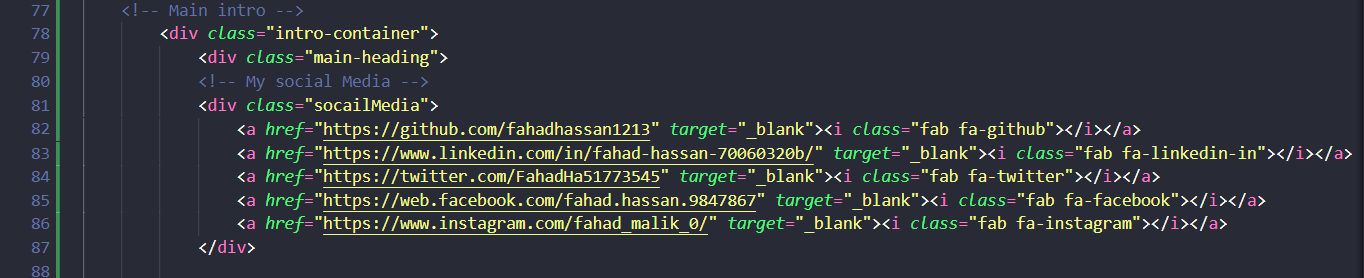 77 <!-- Main intro -->
78 <div class="intro-container">
79 <div class="main-heading">
80 <!-- My social Media -->
81 <div class="socailMedia">
82 <a href="https://github.com/fahadhassan1213" target="_blank"><i class="fab fa-github"></i></a>
83 <a href="https://www.linkedin.com/in/fahad-hassan-70060320b/" target="_blank"><i class="fab fa-linkedin-in"></i></a>
84 <a href="https://twitter.com/FahadHa51773545" target="_blank"><i class="fab fa-twitter"></i></a>
85 <a href="https://web.facebook.com/fahad.hassan.9847867" target="_blank"><i class="fab fa-facebook"></i></a>
86 <a href="https://www.instagram.com/fahad_malik_0/" target="_blank"><i class="fab fa-instagram"></i></a>
87 </div>
88